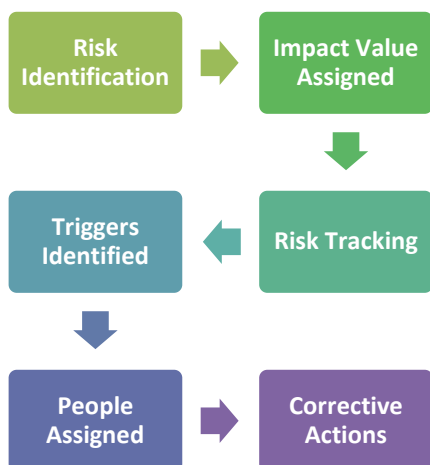 Risk
Identification
Impact Value
Assigned
Risk Tracking
Triggers
Identified
People
Assigned
Corrective
Actions